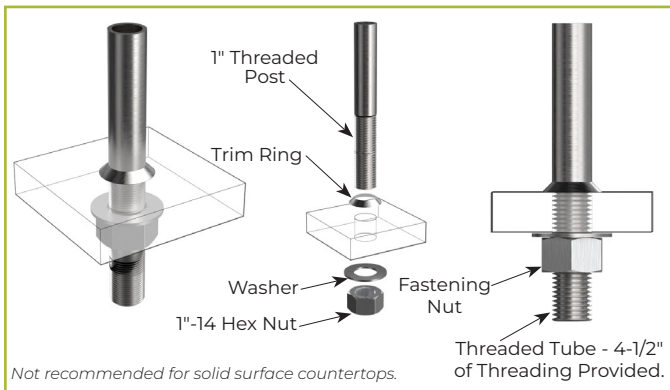 1" Threaded
Post
Trim Ring
Washer
1"-14 Hex Nut
Fastening
Nut
Threaded Tube - 4-1/2"
of Threading Provided.
Not recommended for solid surface countertops.